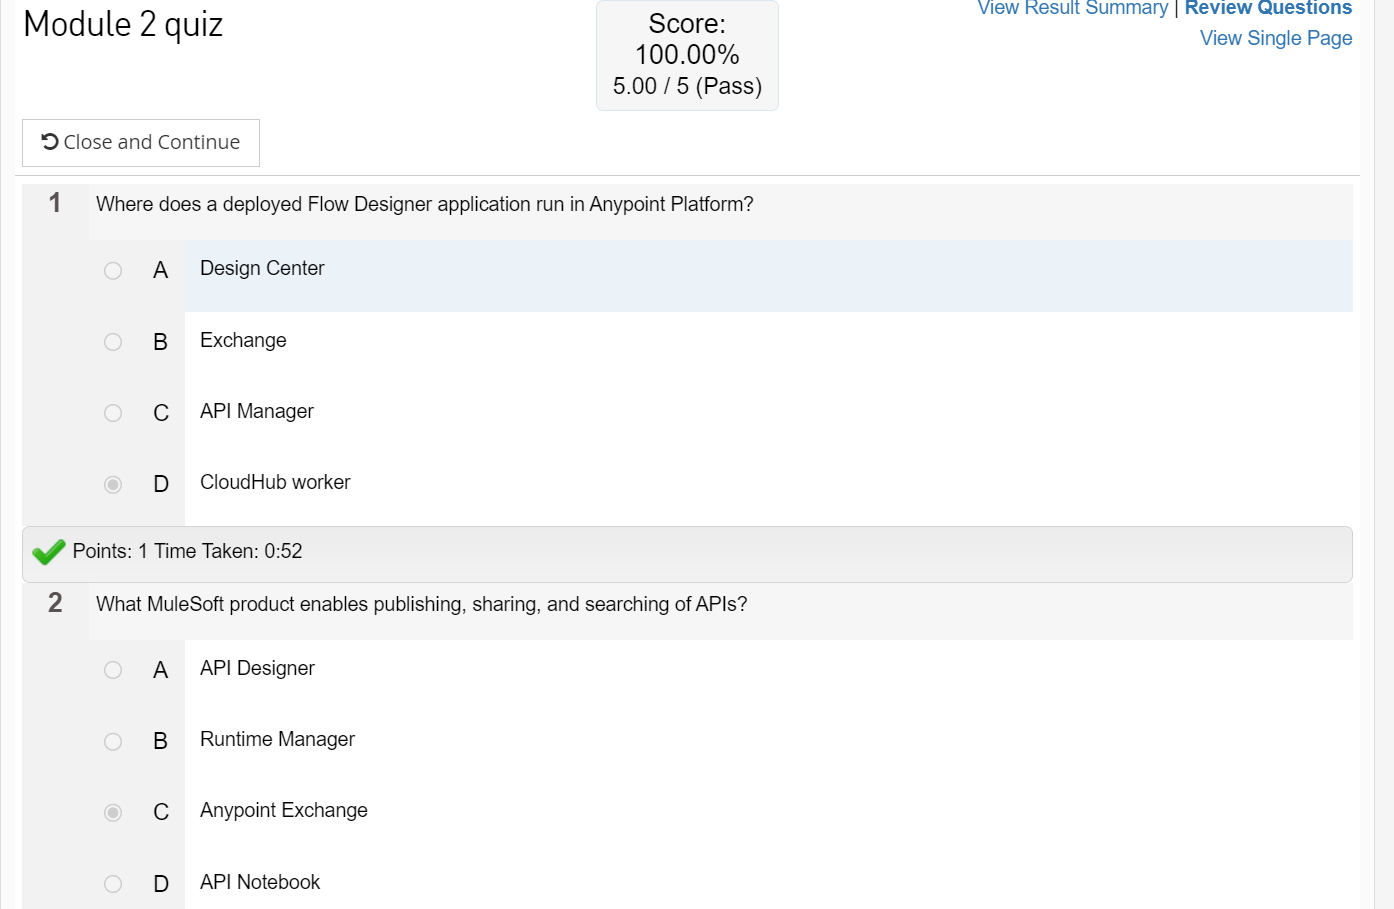 Module 2 quiz
Score:
100.00%
5.00 / 5 (Pass)
View Result Summary | Review Questions
View Single Page
Close and Continue
1 Where does a deployed Flow Designer application run in Anypoint Platform?
A Design Center
B Exchange
C API Manager
D CloudHub worker
Points: 1 Time Taken: 0:52
2 What MuleSoft product enables publishing, sharing, and searching of APIs?
A API Designer
B Runtime Manager
C Anypoint Exchange
D API Notebook